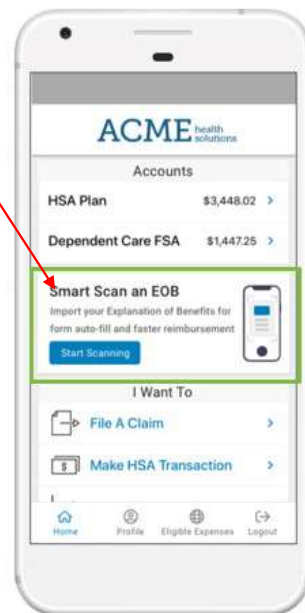 ACME health solutions
Accounts
HSA Plan $3,448.02 >
Dependent Care FSA $1,447.25 >
Smart Scan an EOB
Import your Explanation of Benefits for
form auto-fill and faster reimbursement
Start Scanning
I Want To
File A Claim >
$ Make HSA Transaction >
Home Profile Eligible Expenses Logout